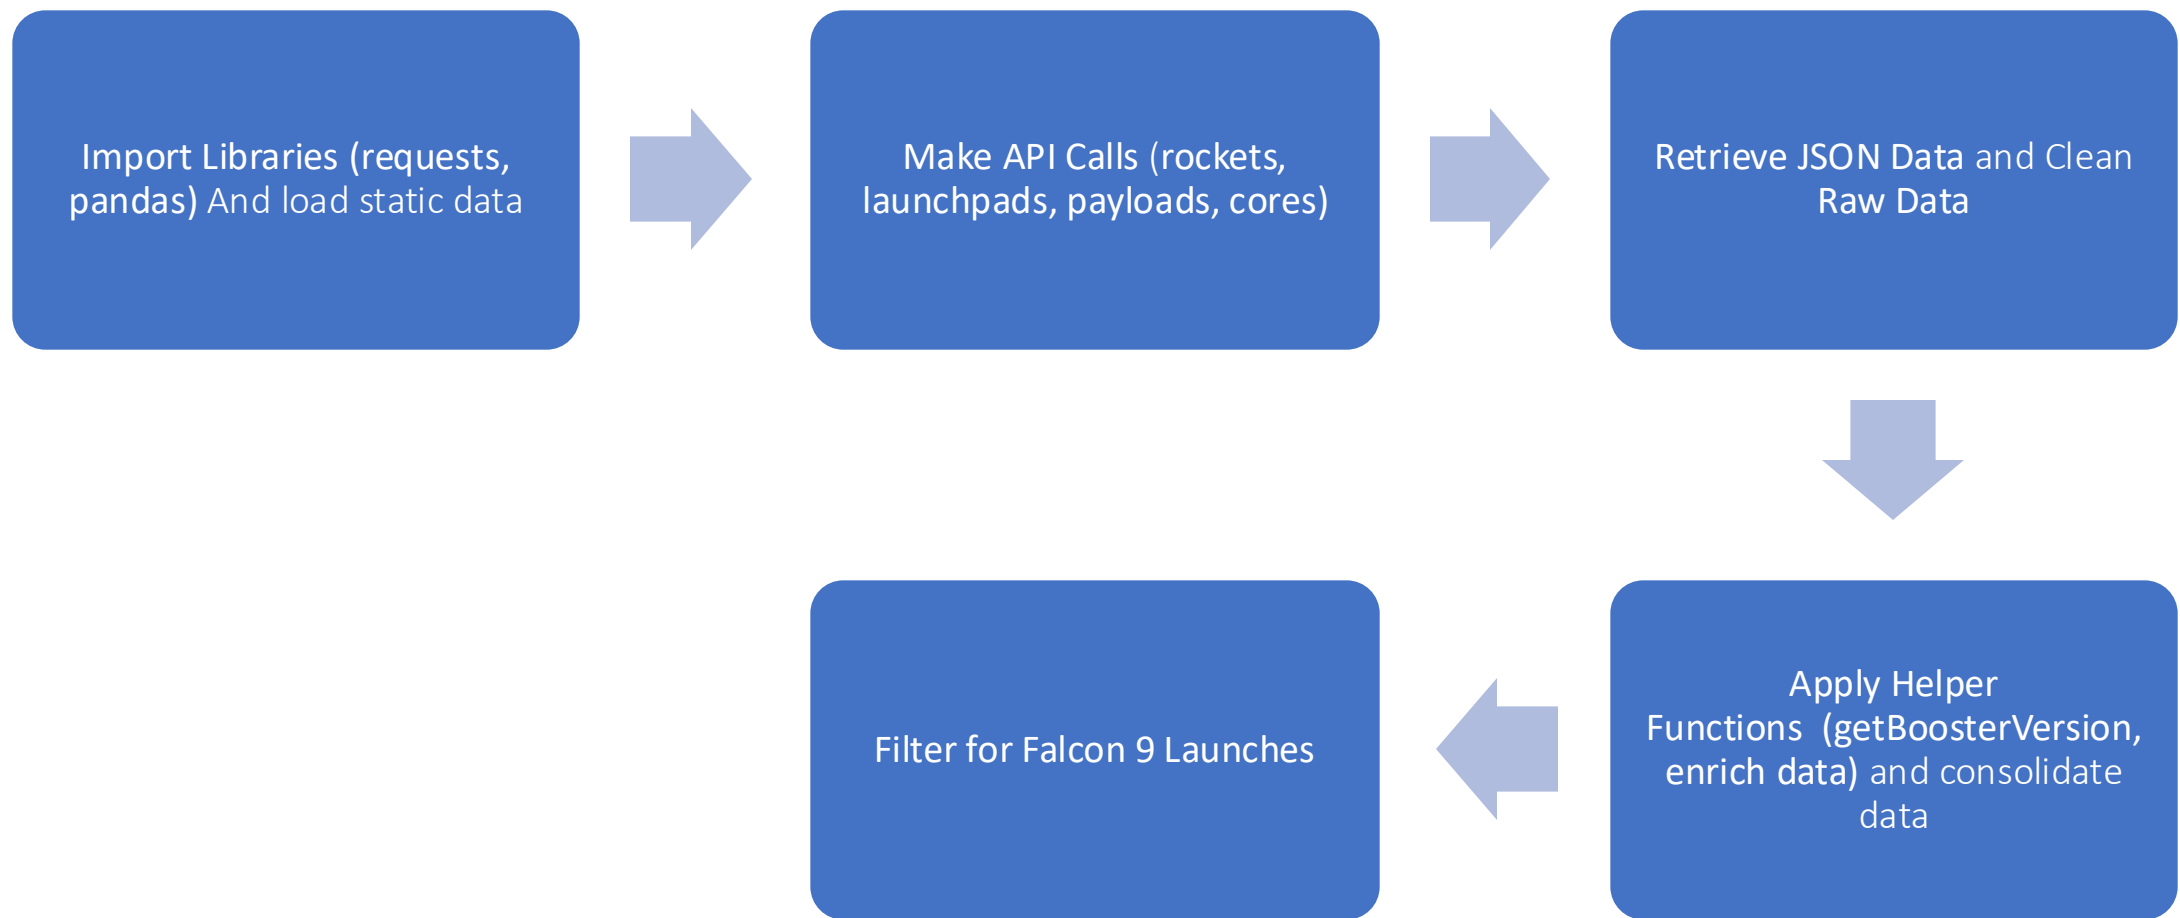 Import Libraries (requests,
pandas) And load static data
Make API Calls (rockets,
launchpads, payloads, cores)
Retrieve JSON Data and Clean
Raw Data
Apply Helper
Functions  (getBoosterVersion,
enrich data) and consolidate
data
Filter for Falcon 9 Launches